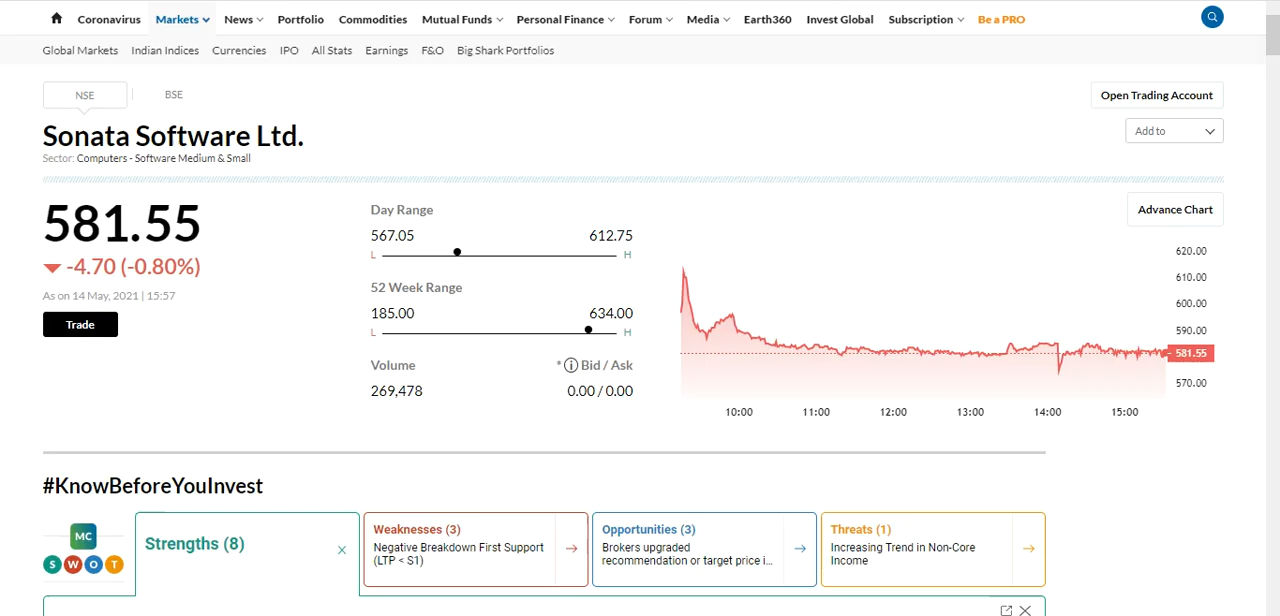 Coronavirus Markets News Portfolio Commodities Mutual Funds Personal Finance Forum Media Earth360 Invest Global Subscription Be a PRO
Global Markets Indian Indices Currencies IPO All Stats Earnings F&O Big Shark Portfolios
NSE BSE
Open Trading Account
Sonata Software Ltd.
Add to
Sector: Computers - Software Medium & Small
581.55
-4.70 (-0.80%)
As on 14 May, 2021 | 15:57
Trade
Day Range
567.05 612.75
L H
52 Week Range
185.00 634.00
L H
Volume * i Bid / Ask
269,478 0.00 / 0.00
Advance Chart
620.00
610.00
600.00
590.00
581.55
570.00
10:00 11:00 12:00 13:00 14:00 15:00
#KnowBeforeYouInvest
MC
S W O T
Strengths (8)
Weaknesses (3)
Negative Breakdown First Support
(LTP < S1)
Opportunities (3)
Brokers upgraded
recommendation or target price i...
Threats (1)
Increasing Trend in Non-Core
Income